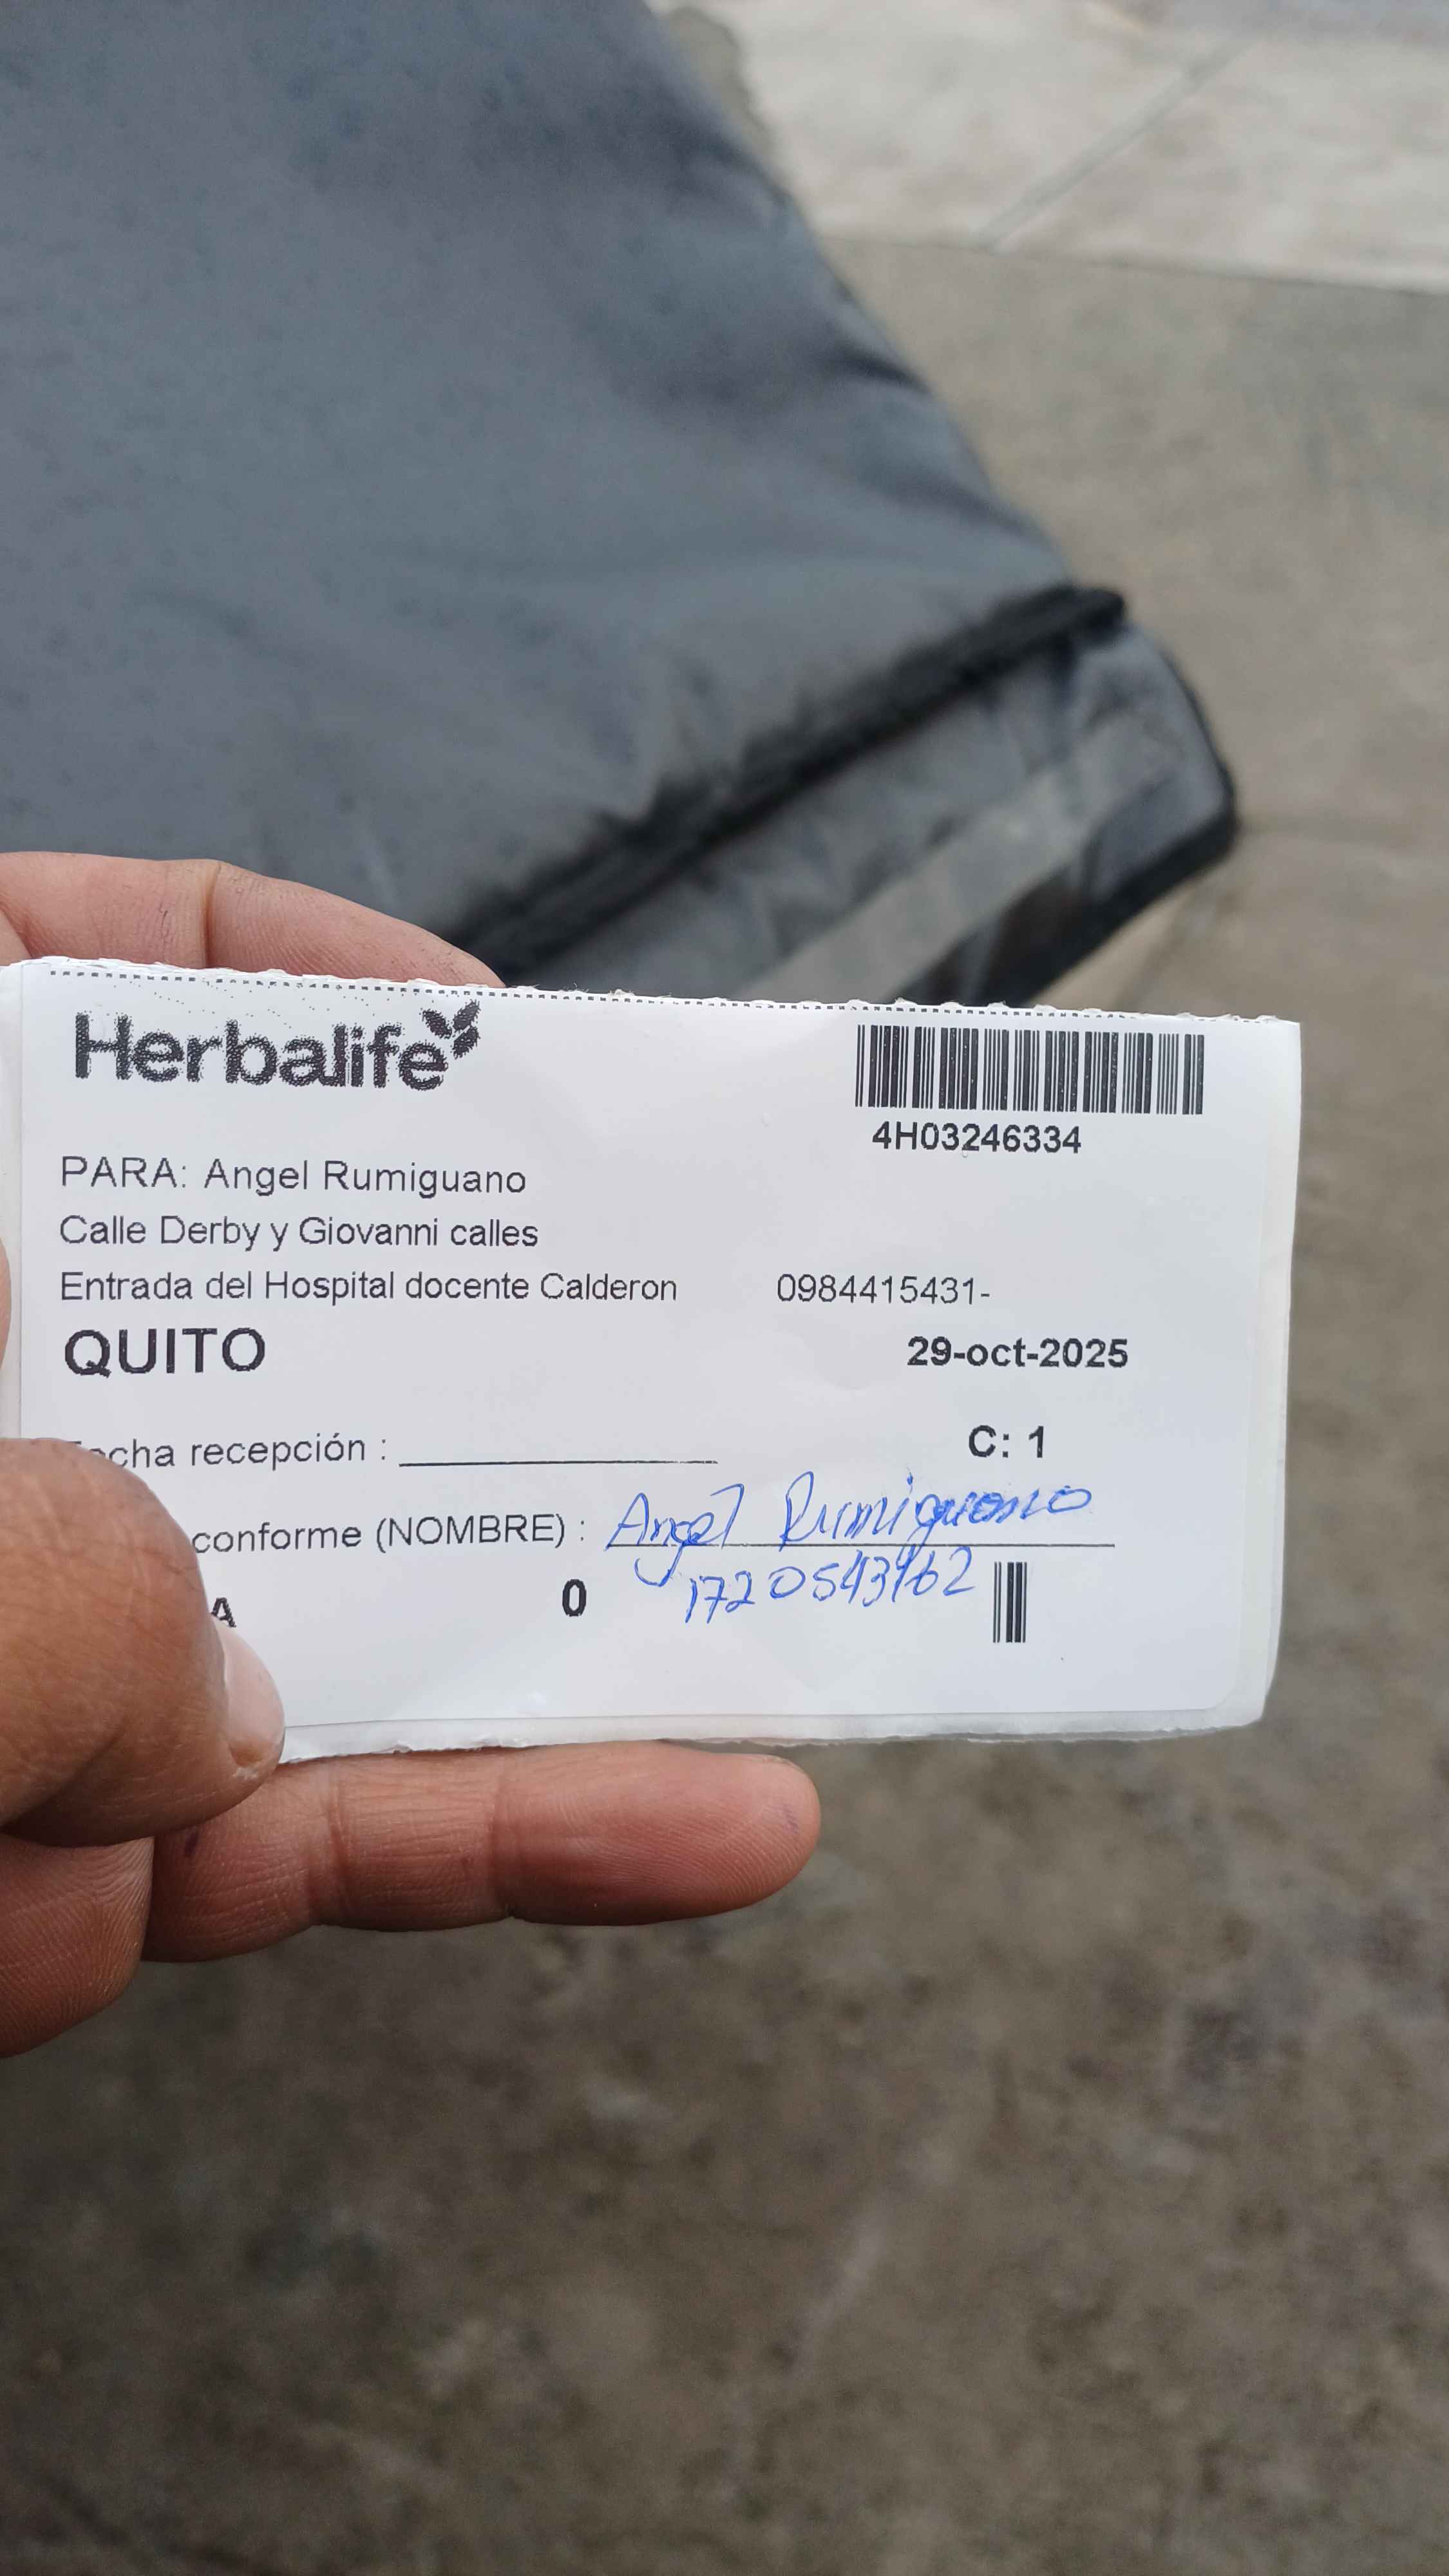 Herbalife
4H03246334
PARA: Angel Rumiguano
Calle Derby y Giovanni calles
Entrada del Hospital docente Calderon 0984415431-
QUITO 29-oct-2025
cha recepción : C: 1
conforme (NOMBRE) : Angel Rumiguano
A 0 1720543962